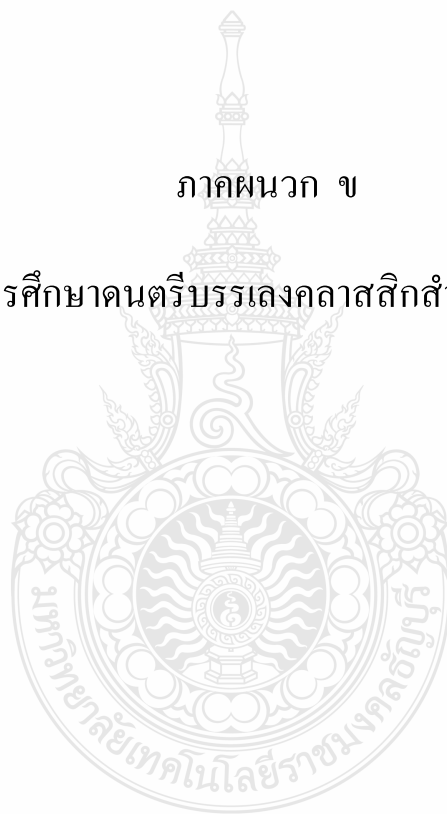 ภาคผนวก ข
รศึกษาดนตรีบรรเลงคลาสสิกสำ
มหาวิทยาลัยเทคโนโลยีราชมงคลธัญบุรี